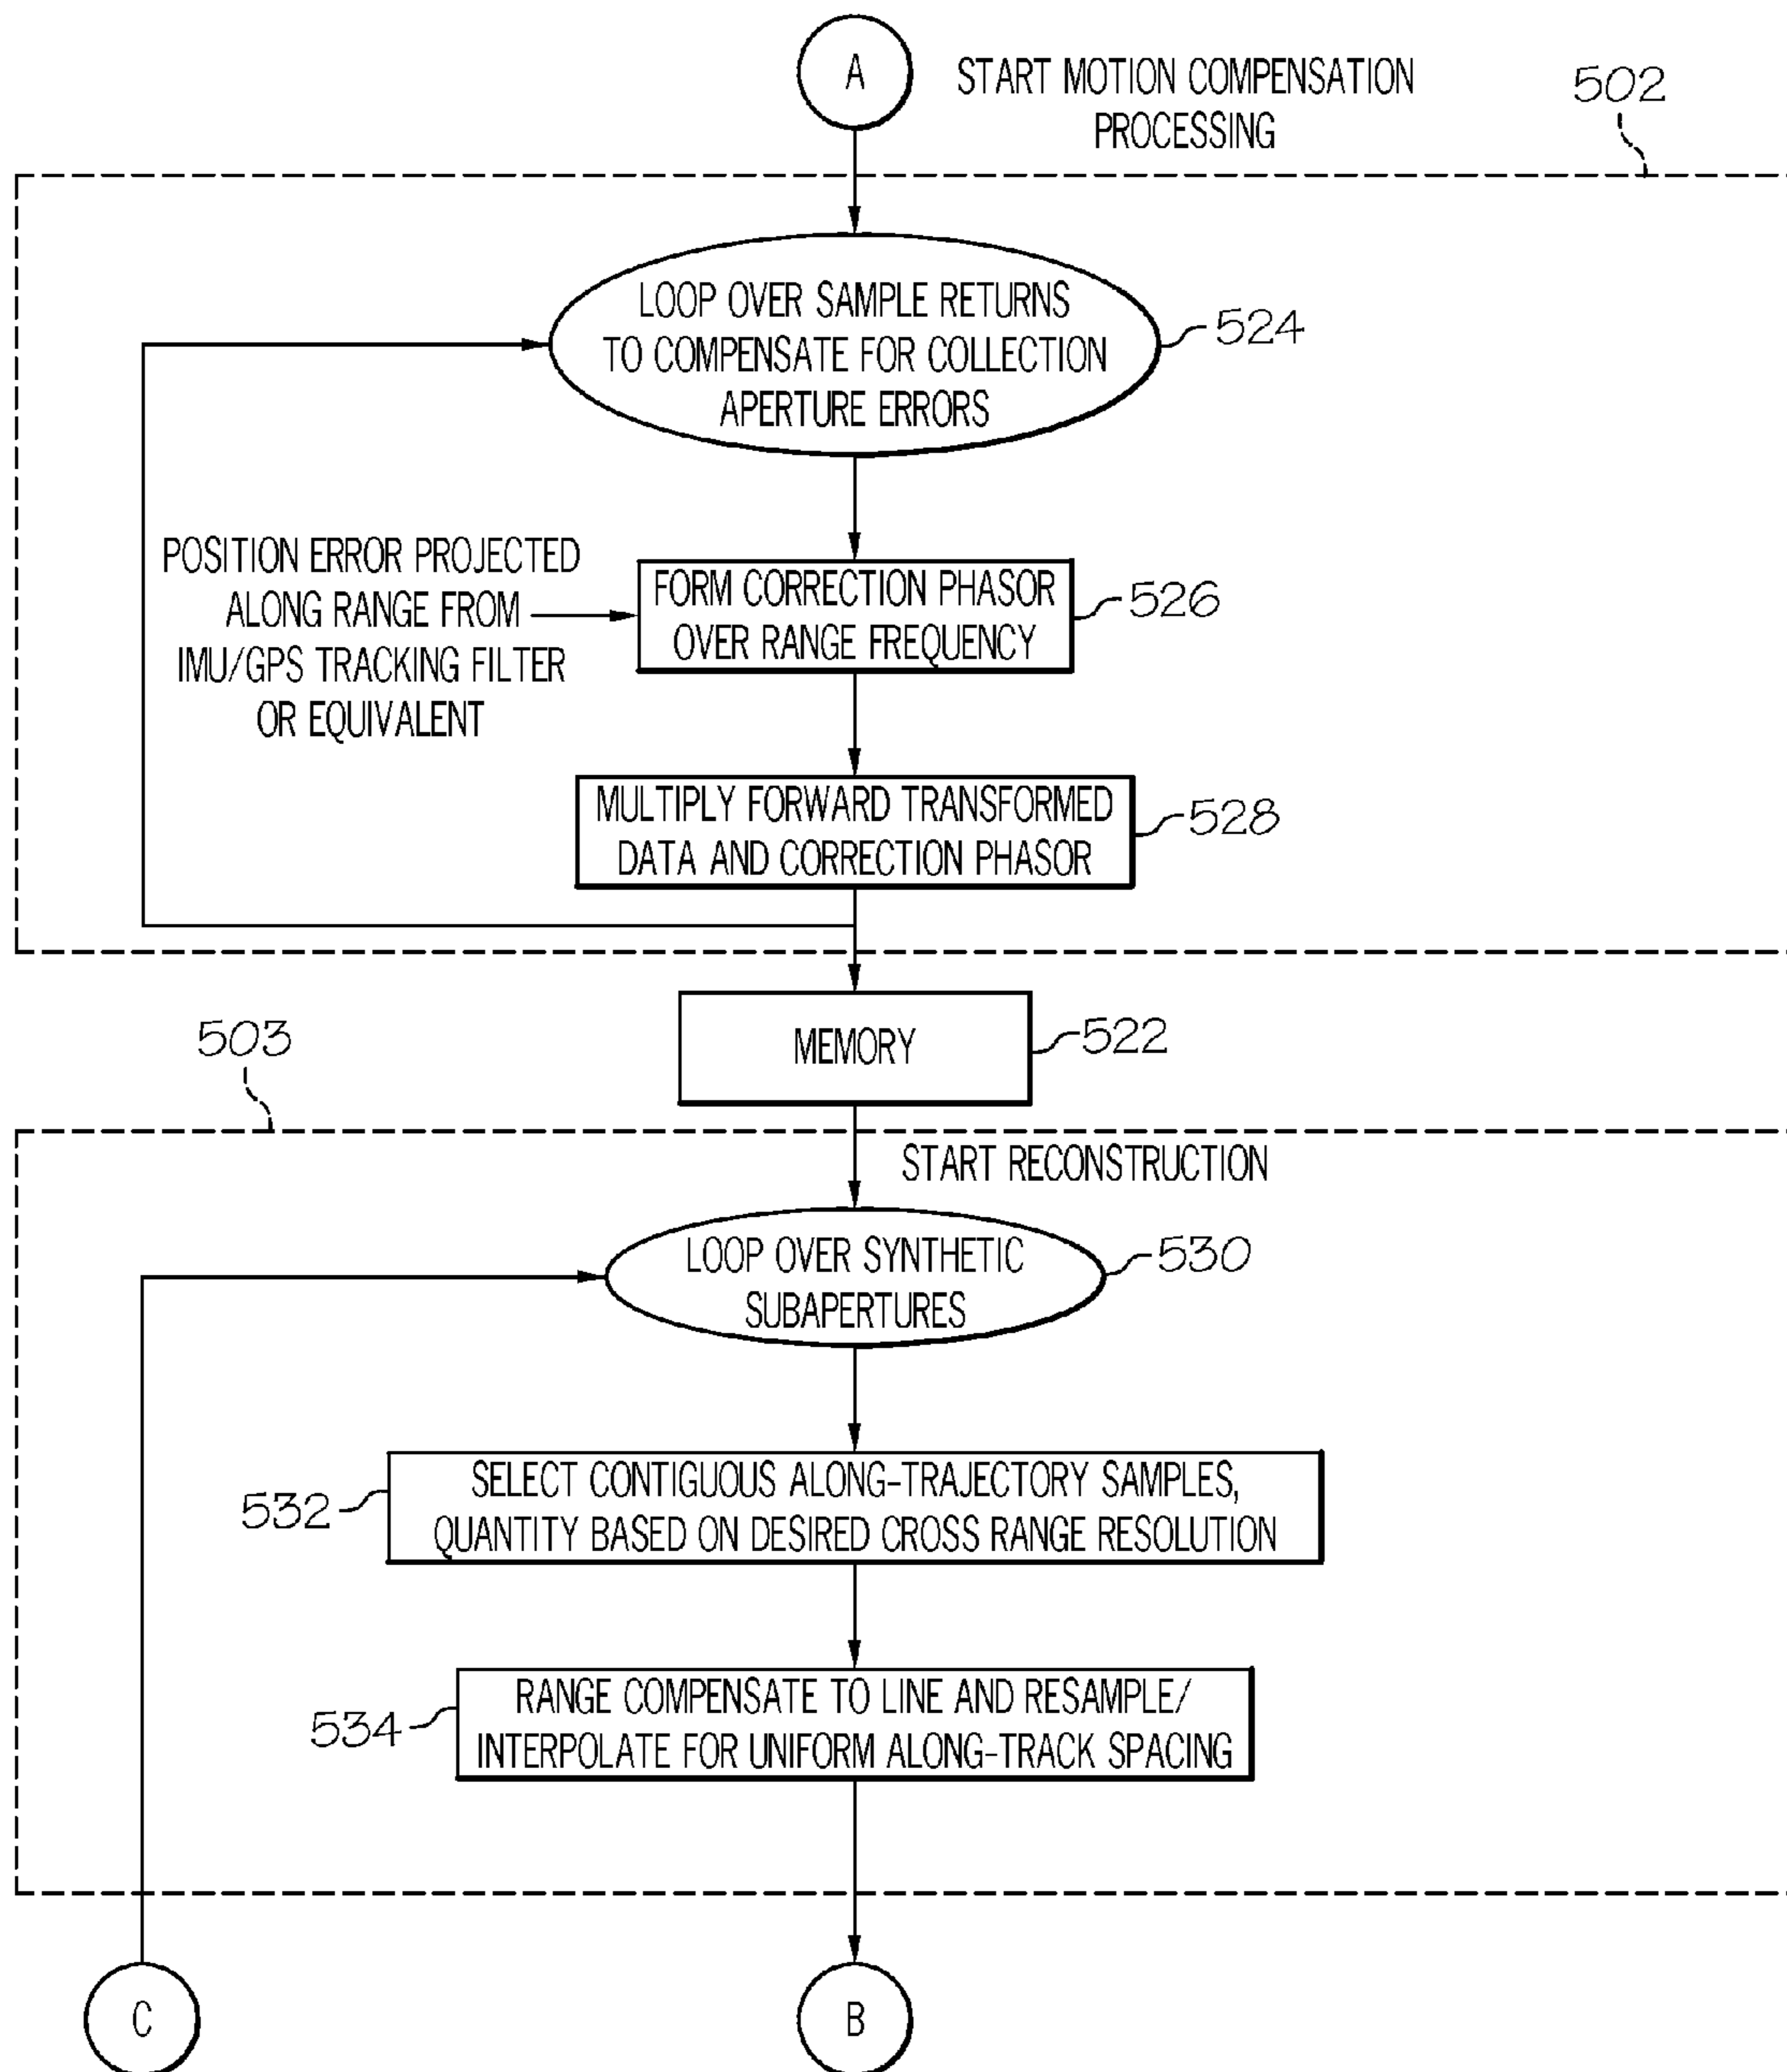 A
START MOTION COMPENSATION
PROCESSING
502
LOOP OVER SAMPLE RETURNS
TO COMPENSATE FOR COLLECTION
APERTURE ERRORS
524
POSITION ERROR PROJECTED
ALONG RANGE FROM
IMU/GPS TRACKING FILTER
OR EQUIVALENT
FORM CORRECTION PHASOR
OVER RANGE FREQUENCY
526
MULTIPLY FORWARD TRANSFORMED
DATA AND CORRECTION PHASOR
528
MEMORY
522
503
START RECONSTRUCTION
LOOP OVER SYNTHETIC
SUBAPERTURES
530
SELECT CONTIGUOUS ALONG-TRAJECTORY SAMPLES,
QUANTITY BASED ON DESIRED CROSS RANGE RESOLUTION
532
RANGE COMPENSATE TO LINE AND RESAMPLE/
INTERPOLATE FOR UNIFORM ALONG-TRACK SPACING
534
C
B